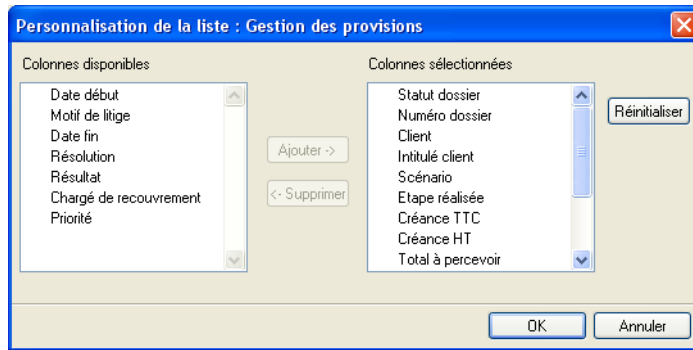 Personnalisation de la liste : Gestion des provisions
Colonnes disponibles
Date début
Motif de litige
Date fin
Résolution
Résultat
Chargé de recouvrement
Priorité
Ajouter ->
<- Supprimer
Colonnes sélectionnées
Statut dossier
Numéro dossier
Client
Intitulé client
Scénario
Etape réalisée
Créance TTC
Créance HT
Total à percevoir
Réinitialiser
OK
Annuler